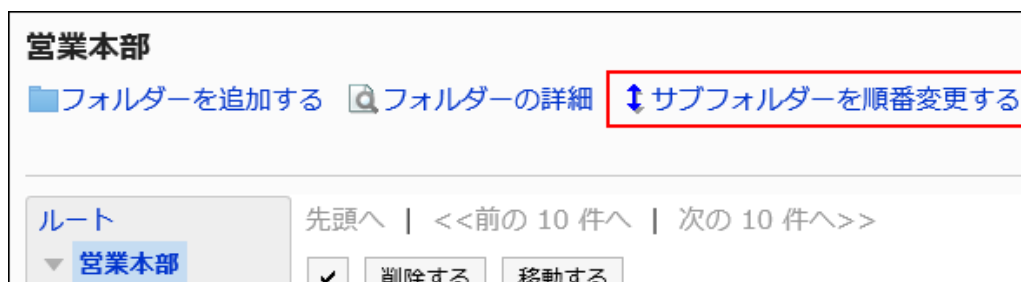 営業本部
フォルダーを追加する フォルダーの詳細 サブフォルダーを順番変更する
ルート 先頭へ | <<前の 10 件へ | 次の 10 件へ>>
営業本部 削除する 移動する